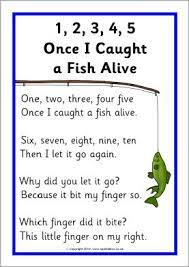 1, 2, 3, 4, 5
Once I Caught
a Fish Alive
One, two, three, four five
Once I caught a fish alive.
Six, seven, eight, nine, ten
Then I let it go again.
Why did you let it go?
Because it bit my finger so.
Which finger did it bite?
This little finger on my right.